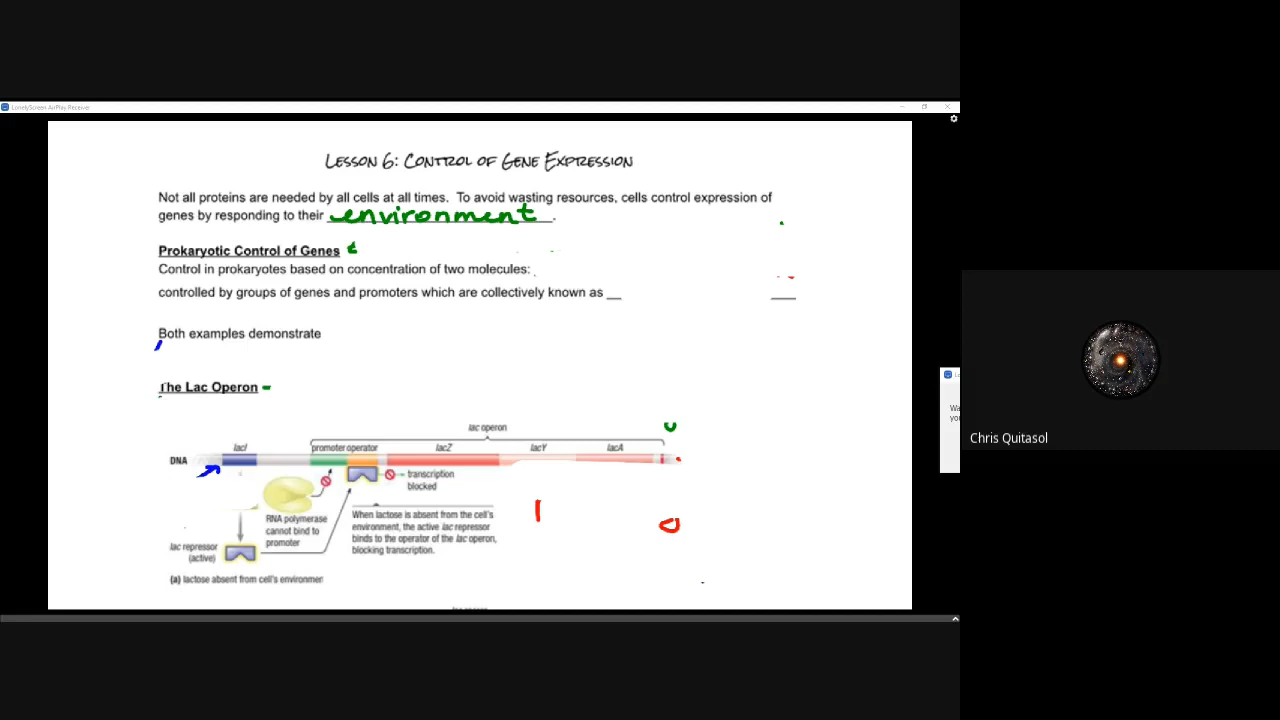 LonelyScreen AirPlay Receiver
LESSON 6: CONTROL OF GENE EXPRESSION
Not all proteins are needed by all cells at all times. To avoid wasting resources, cells control expression of
genes by responding to their environment.
Prokaryotic Control of Genes
Control in prokaryotes based on concentration of two molecules:
controlled by groups of genes and promoters which are collectively known as
Both examples demonstrate
The Lac Operon -
lac operon
lacI promoter operator lacZ lacY lacA
DNA
transcription
blocked
RNA polymerase
cannot bind to
promoter
When lactose is absent from the cell's
environment, the active lac repressor
binds to the operator of the lac operon,
blocking transcription.
lac repressor
(active)
(a) lactose absent from cell's environmen
Chris Quitasol